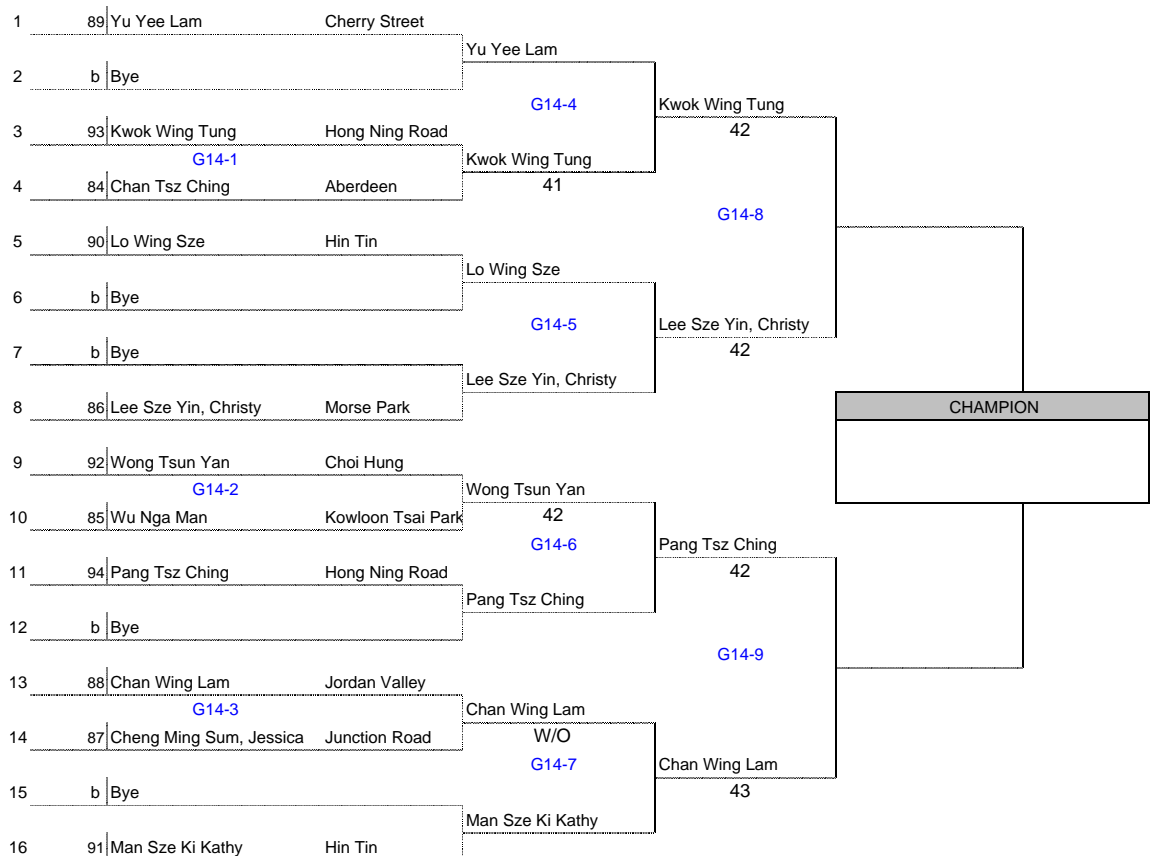 1 89 Yu Yee Lam Cherry Street
Yu Yee Lam
2 b Bye
G14-4 Kwok Wing Tung
3 93 Kwok Wing Tung Hong Ning Road 42
G14-1 Kwok Wing Tung
4 84 Chan Tsz Ching Aberdeen 41
G14-8
5 90 Lo Wing Sze Hin Tin
Lo Wing Sze
6 b Bye
G14-5 Lee Sze Yin, Christy
7 b Bye 42
Lee Sze Yin, Christy
8 86 Lee Sze Yin, Christy Morse Park CHAMPION
9 92 Wong Tsun Yan Choi Hung
G14-2 Wong Tsun Yan
10 85 Wu Nga Man Kowloon Tsai Park 42
G14-6 Pang Tsz Ching
11 94 Pang Tsz Ching Hong Ning Road 42
Pang Tsz Ching
12 b Bye
G14-9
13 88 Chan Wing Lam Jordan Valley
G14-3 Chan Wing Lam
14 87 Cheng Ming Sum, Jessica Junction Road W/O
G14-7 Chan Wing Lam
15 b Bye 43
Man Sze Ki Kathy
16 91 Man Sze Ki Kathy Hin Tin